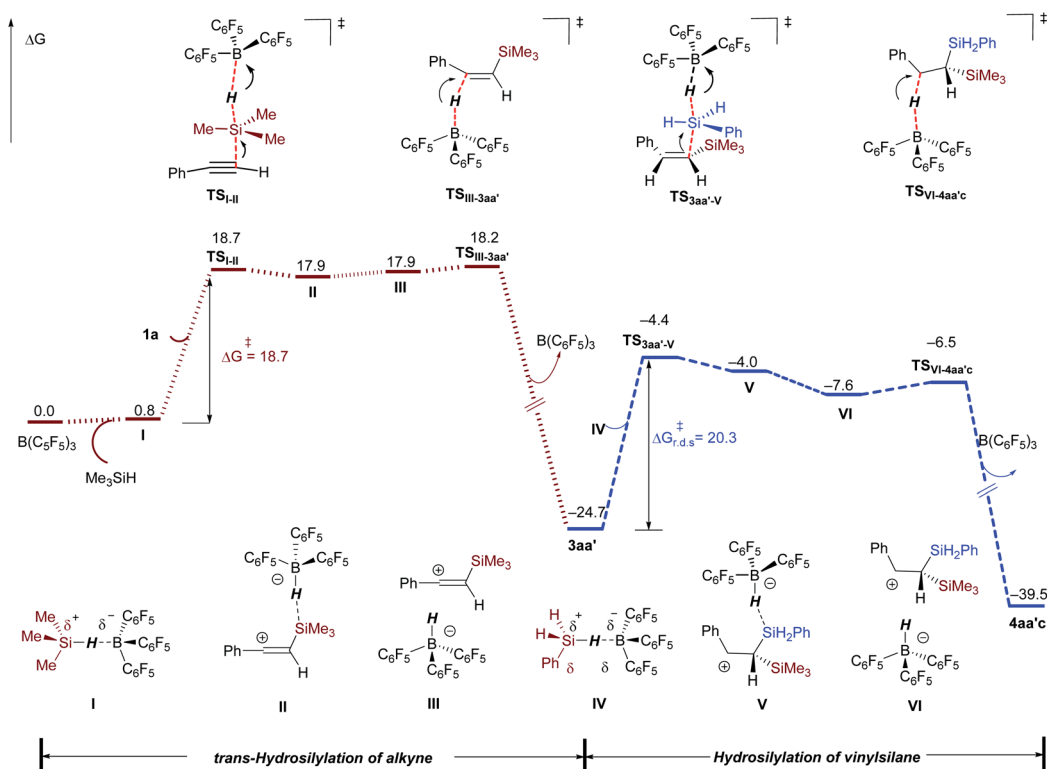 ΔG
C6F5
C6F5
C6F5
B
H
Me
Si
Me
Me
Ph
H
‡
TSI-II
SiMe3
Ph
H
H
B
C6F5
C6F5
C6F5
‡
TSIII-3aa'
C6F5
C6F5
C6F5
B
H
H
H
Si
Ph
Ph
SiMe3
H
H
‡
TS3aa'-V
SiH2Ph
Ph
SiMe3
H
H
B
C6F5
C6F5
C6F5
‡
TSVI-4aa'c
18.7
TSI-II
17.9
II
17.9
III
18.2
TSIII-3aa'
1a
ΔG‡ = 18.7
0.0
B(C5F5)3
0.8
I
Me3SiH
B(C6F5)3
–24.7
3aa'
IV
–4.4
TS3aa'-V
ΔG‡r.d.s = 20.3
–4.0
V
–7.6
VI
–6.5
TSVI-4aa'c
B(C6F5)3
–39.5
4aa'c
Me
Me
Me
Si
δ+
H
δ–
B
C6F5
C6F5
C6F5
I
C6F5
C6F5
C6F5
B
⊖
H
SiMe3
Ph
⊕
H
II
SiMe3
Ph
⊕
H
H
B
⊖
C6F5
C6F5
C6F5
III
H
H
Si
Ph
δ+
δ
H
δ–
δ
B
C6F5
C6F5
C6F5
IV
C6F5
C6F5
C6F5
B
⊖
H
SiH2Ph
Ph
⊕
SiMe3
H
V
Ph
⊕
SiH2Ph
SiMe3
H
H
B
⊖
C6F5
C6F5
C6F5
VI
trans-Hydrosilylation of alkyne
Hydrosilylation of vinylsilane